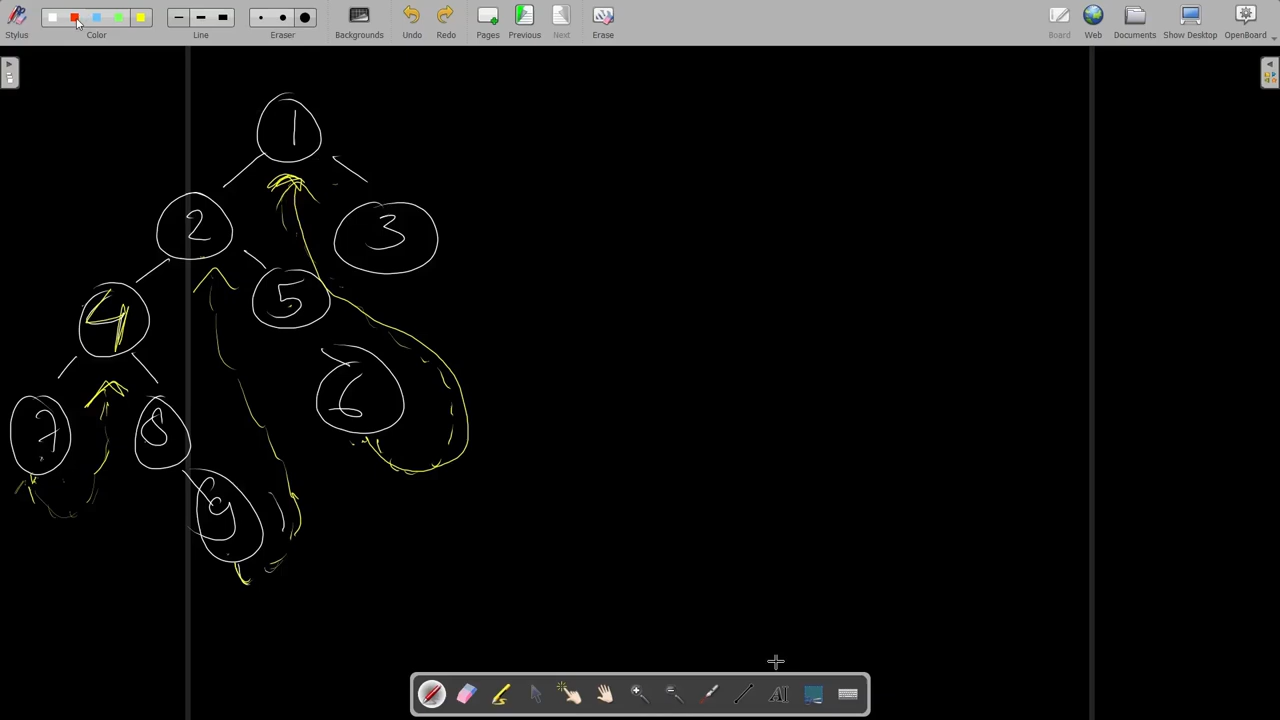 Stylus
Color
Line
Eraser
Backgrounds
Undo
Redo
Pages
Previous
Next
Erase
Board
Web
Documents
Show Desktop
OpenBoard
1
2
3
4
5
6
7
8
9
AI